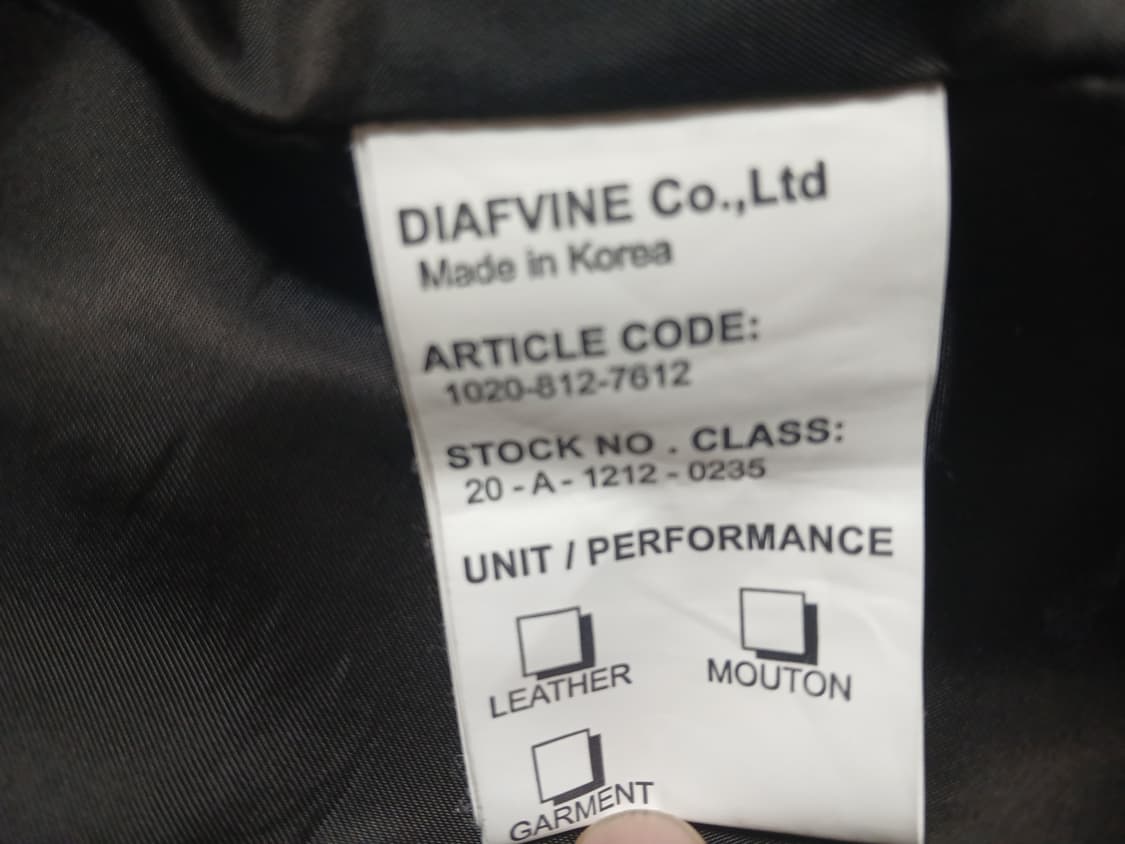 DIAFVINE Co.,Ltd
Made in Korea
ARTICLE CODE:
1020-812-7612
STOCK NO . CLASS:
20 - A - 1212 - 0235
UNIT / PERFORMANCE
LEATHER MOUTON
GARMENT